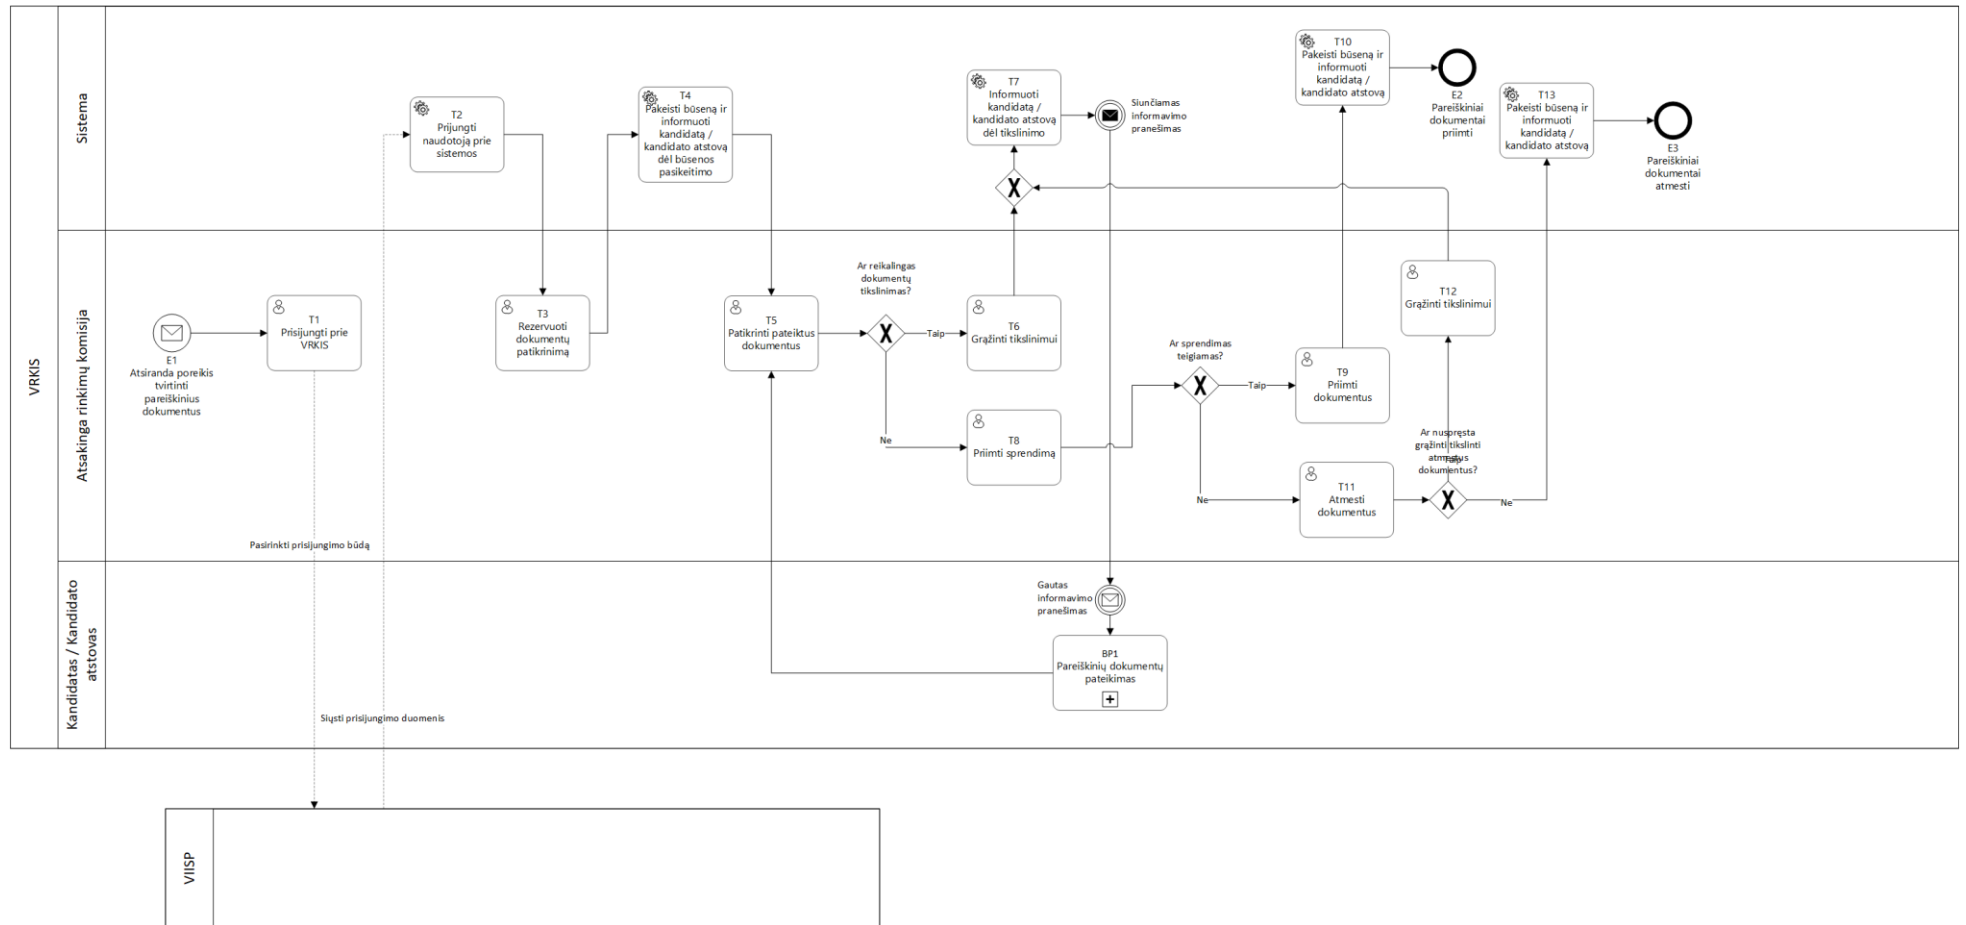 VRKIS
Sistema
T2
Prijungti
naudotoją prie
sistemos
T4
Pakeisti būseną ir
informuoti
kandidatą /
kandidato atstovą
dėl būsenos
pasikeitimo
T7
Informuoti
kandidatą /
kandidato atstovą
dėl tikslinimo
Siunčiamas
informavimo
pranešimas
T10
Pakeisti būseną ir
informuoti
kandidatą /
kandidato atstovą
E2
Pareiškiniai
dokumentai
priimti
T13
Pakeisti būseną ir
informuoti
kandidatą /
kandidato atstovą
E3
Pareiškiniai
dokumentai
atmesti
Atsakinga rinkimų komisija
E1
Atsiranda poreikis
tvirtinti
pareiškinius
dokumentus
T1
Prisijungti prie
VRKIS
T3
Rezervuoti
dokumentų
patikrinimą
T5
Patikrinti pateiktus
dokumentus
Ar reikalingas
dokumentų
tikslinimas?
Taip
Ne
T6
Grąžinti tikslinimui
T8
Priimti sprendimą
Ar sprendimas
teigiamas?
Taip
Ne
T9
Priimti
dokumentus
T11
Atmesti
dokumentus
T12
Grąžinti tikslinimui
Ar nuspręsta
grąžinti tikslinti
atmestus
dokumentus?
Taip
Ne
Pasirinkti prisijungimo būdą
Kandidatas / Kandidato
atstovas
Gautas
informavimo
pranešimas
BP1
Pareiškinių dokumentų
pateikimas
Siųsti prisijungimo duomenis
VIISP